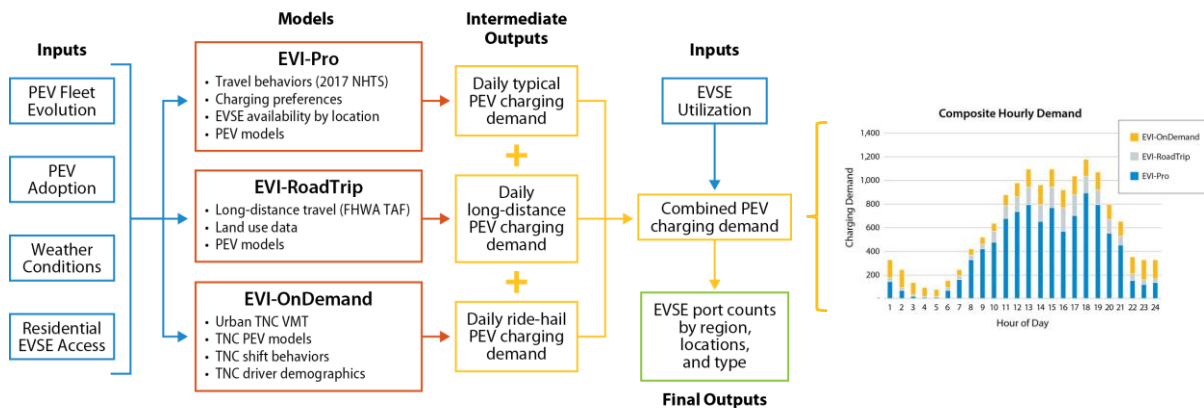 Inputs
PEV Fleet
Evolution
PEV
Adoption
Weather
Conditions
Residential
EVSE Access
Models
EVI-Pro
• Travel behaviors (2017 NHTS)
• Charging preferences
• EVSE availability by location
• PEV models
EVI-RoadTrip
• Long-distance travel (FHWA TAF)
• Land use data
• PEV models
EVI-OnDemand
• Urban TNC VMT
• TNC PEV models
• TNC shift behaviors
• TNC driver demographics
Intermediate
Outputs
Daily typical
PEV charging
demand
+
Daily
long-distance
PEV charging
demand
+
Daily ride-hail
PEV charging
demand
Inputs
EVSE
Utilization
Combined PEV
charging demand
EVSE port counts
by region,
locations,
and type
Final Outputs
Composite Hourly Demand
Charging Demand
1,400
1,200
1,000
800
600
400
200
-
1 2 3 4 5 6 7 8 9 10 11 12 13 14 15 16 17 18 19 20 21 22 23 24
Hour of Day
EVI-OnDemand
EVI-RoadTrip
EVI-Pro